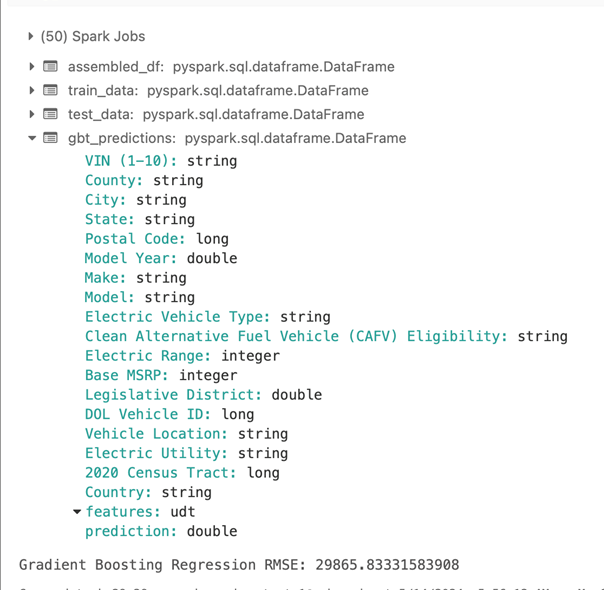 (50) Spark Jobs
assembled_df: pyspark.sql.dataframe.DataFrame
train_data: pyspark.sql.dataframe.DataFrame
test_data: pyspark.sql.dataframe.DataFrame
gbt_predictions: pyspark.sql.dataframe.DataFrame
VIN (1-10): string
County: string
City: string
State: string
Postal Code: long
Model Year: double
Make: string
Model: string
Electric Vehicle Type: string
Clean Alternative Fuel Vehicle (CAFV) Eligibility: string
Electric Range: integer
Base MSRP: integer
Legislative District: double
DOL Vehicle ID: long
Vehicle Location: string
Electric Utility: string
2020 Census Tract: long
Country: string
features: udt
prediction: double
Gradient Boosting Regression RMSE: 29865.83331583908